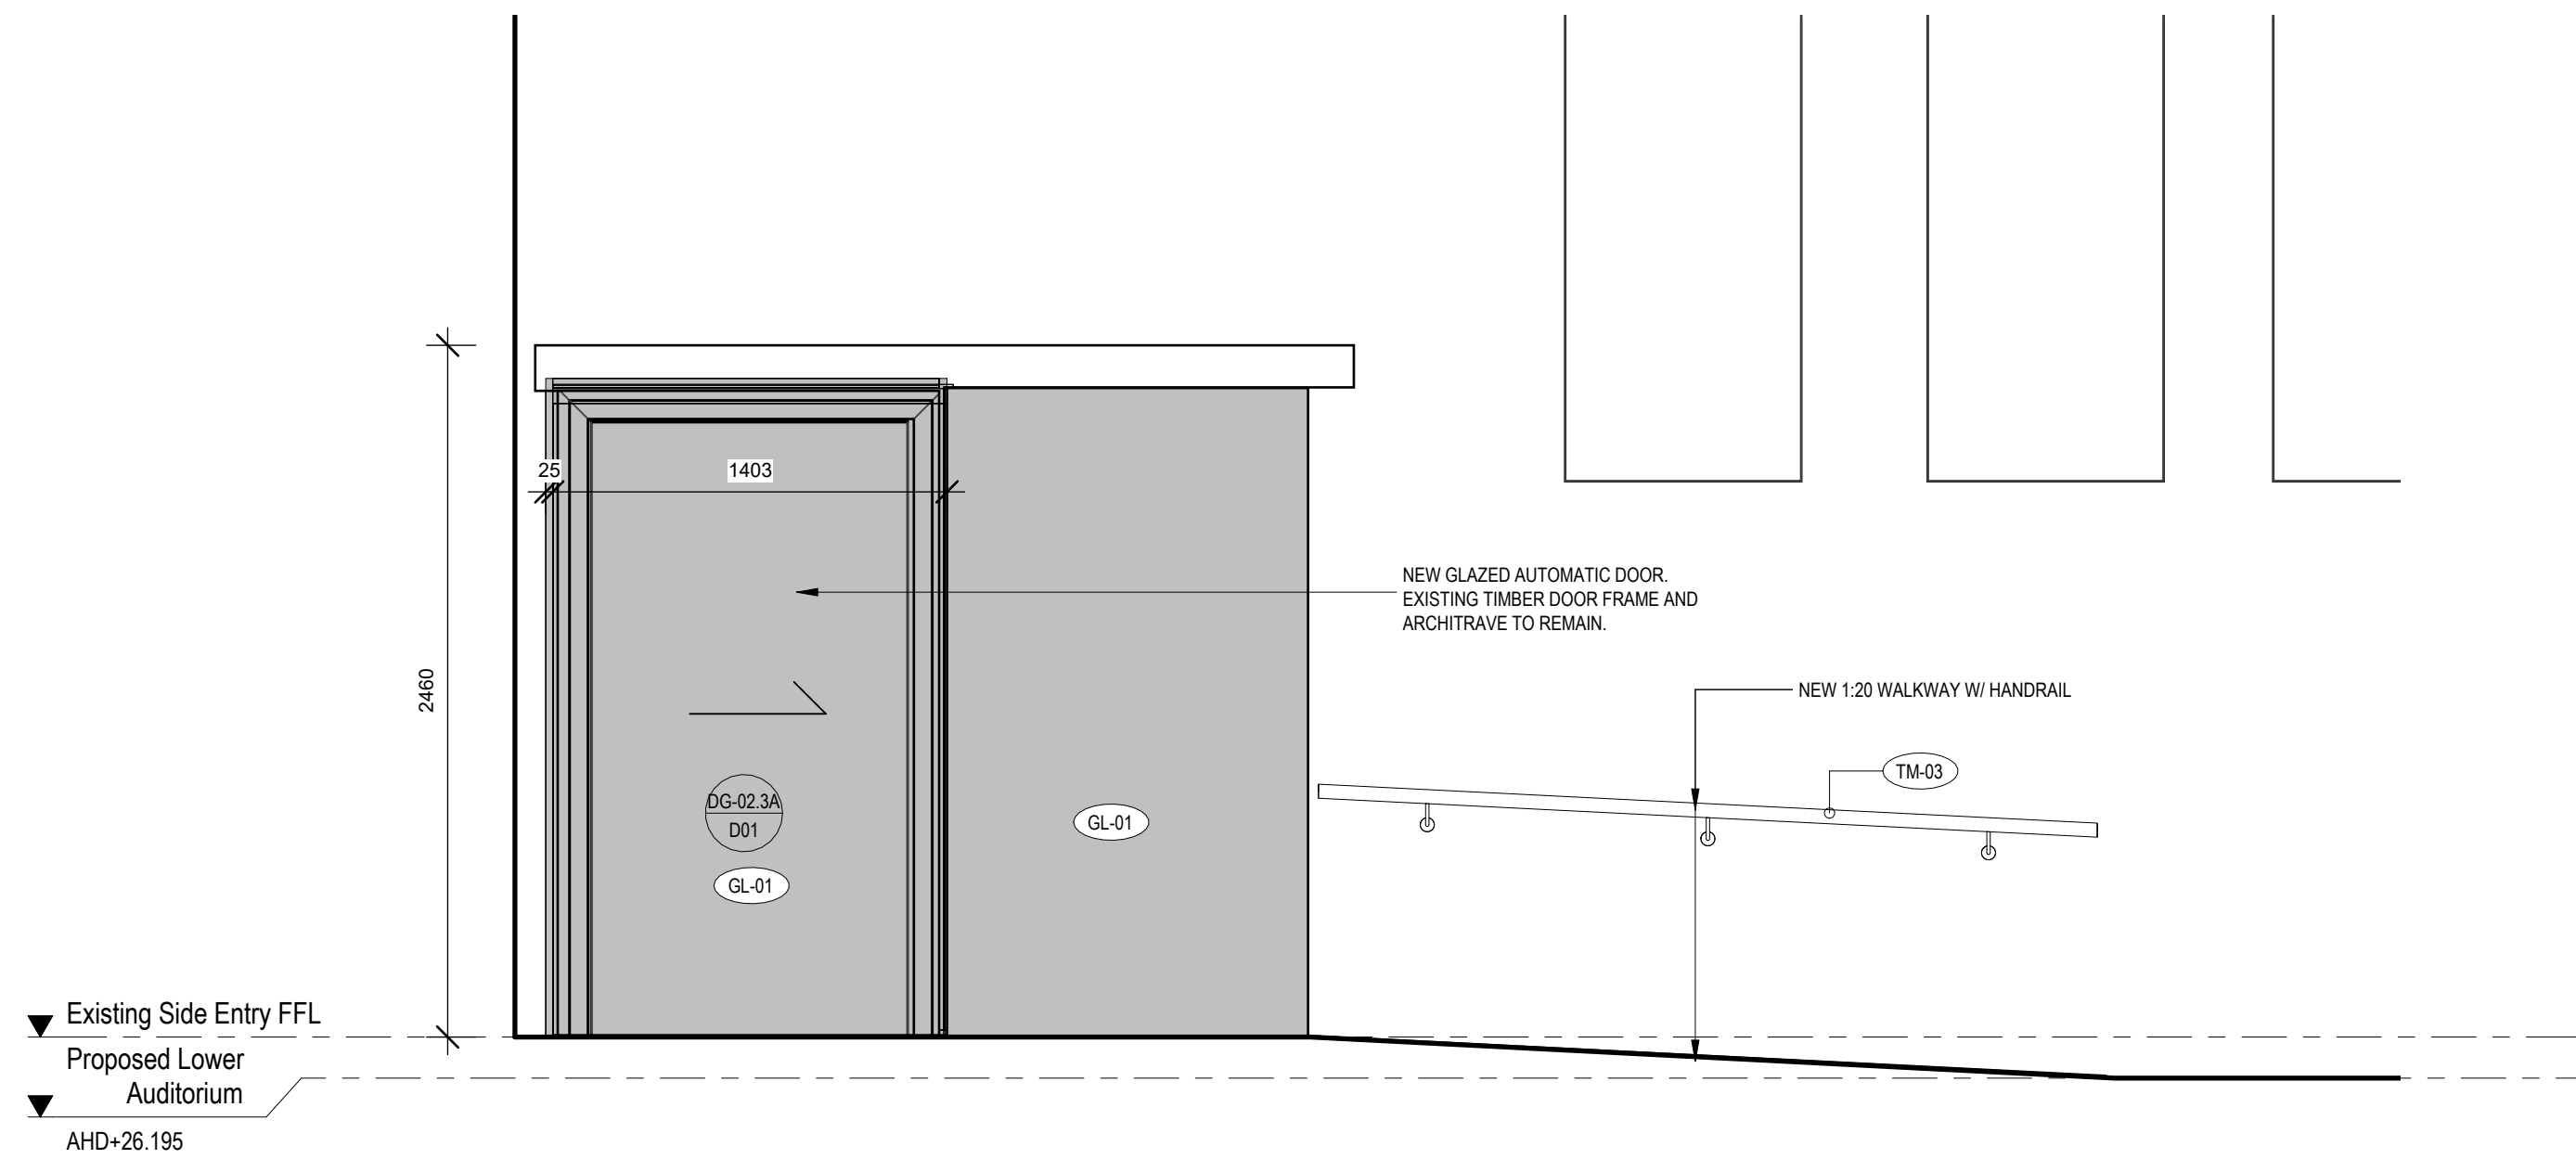 25
1403
NEW GLAZED AUTOMATIC DOOR.
EXISTING TIMBER DOOR FRAME AND
ARCHITRAVE TO REMAIN.
2460
NEW 1:20 WALKWAY W/ HANDRAIL
TM-03
DG-02.3A
D01
GL-01
GL-01
Existing Side Entry FFL
Proposed Lower
Auditorium
AHD+26.195